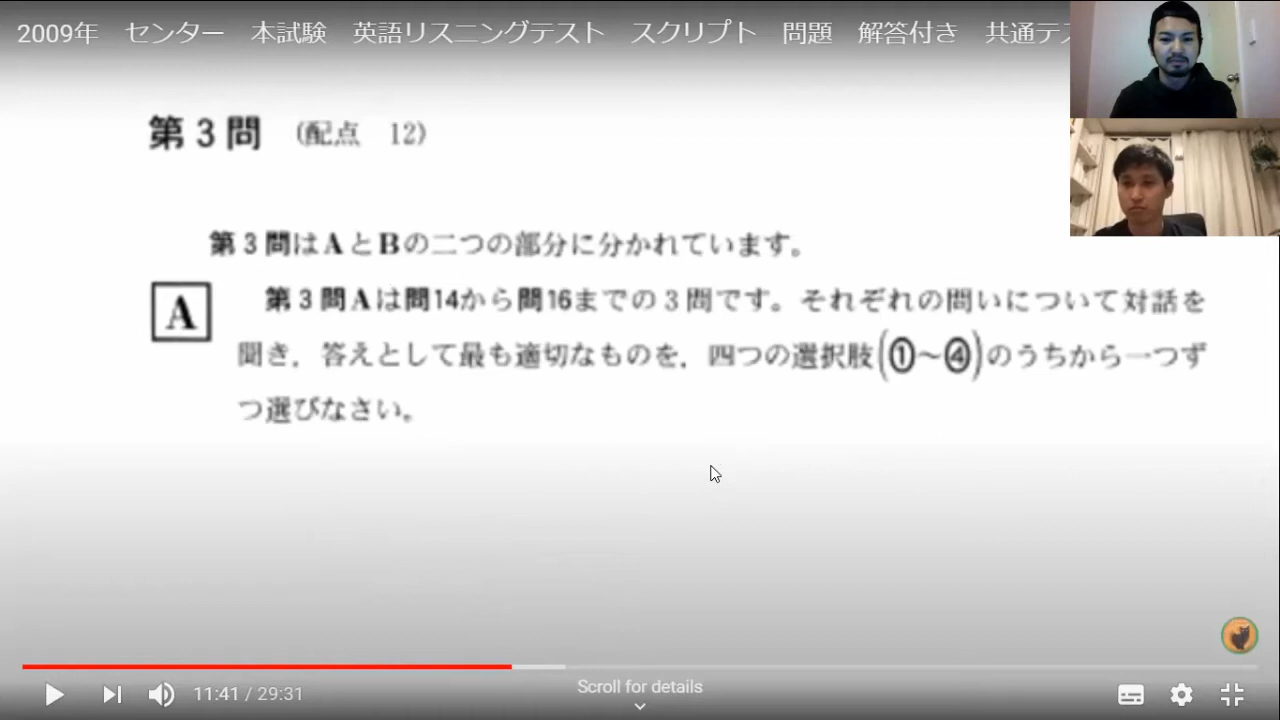 2009年 センター 本試験 英語リスニングテスト スクリプト 問題 解答付き 共通テ
第3問 (配点 12)
第3問はAとBの二つの部分に分かれています。
A 第3問Aは問14から問16までの3問です。それぞれの問いについて対話を
聞き，答えとして最も適切なものを，四つの選択肢(①～④)のうちから一つず
つ選びなさい。
11:41 / 29:31
Scroll for details